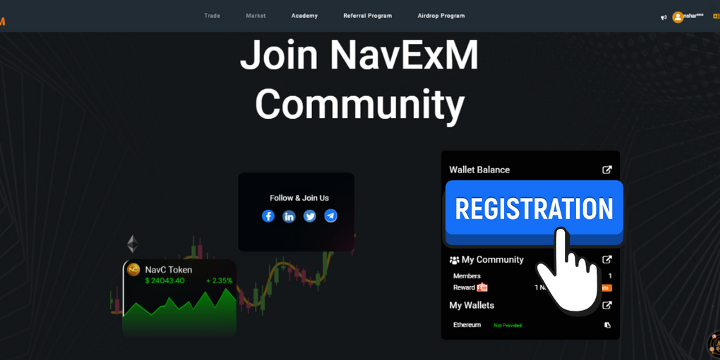 Trade Market Academy Referral Program Airdrop Program
Join NavExM
Community
Wallet Balance
Follow & Join Us
REGISTRATION
NavC Token
$ 24043.40 + 2.35%
My Community
Members 1
Reward
My Wallets
Ethereum Not Provided